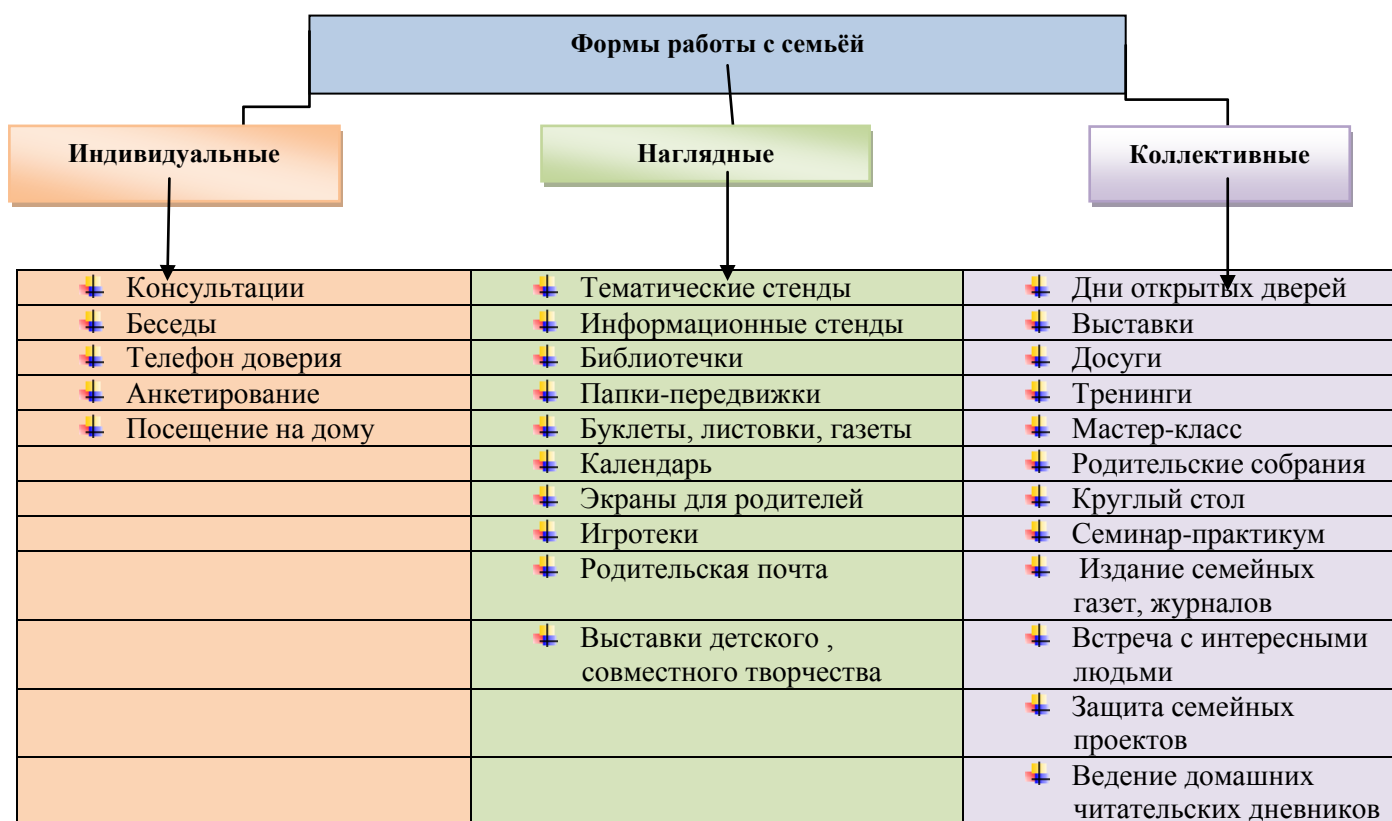 Формы работы с семьёй
Индивидуальные
Наглядные
Коллективные
Консультации
Тематические стенды
Дни открытых дверей
Беседы
Информационные стенды
Выставки
Телефон доверия
Библиотечки
Досуги
Анкетирование
Папки-передвижки
Тренинги
Посещение на дому
Буклеты, листовки, газеты
Мастер-класс
Календарь
Родительские собрания
Экраны для родителей
Круглый стол
Игротеки
Семинар-практикум
Родительская почта
Издание семейных
газет, журналов
Выставки детского ,
совместного творчества
Встреча с интересными
людьми
Защита семейных
проектов
Ведение домашних
читательских дневников